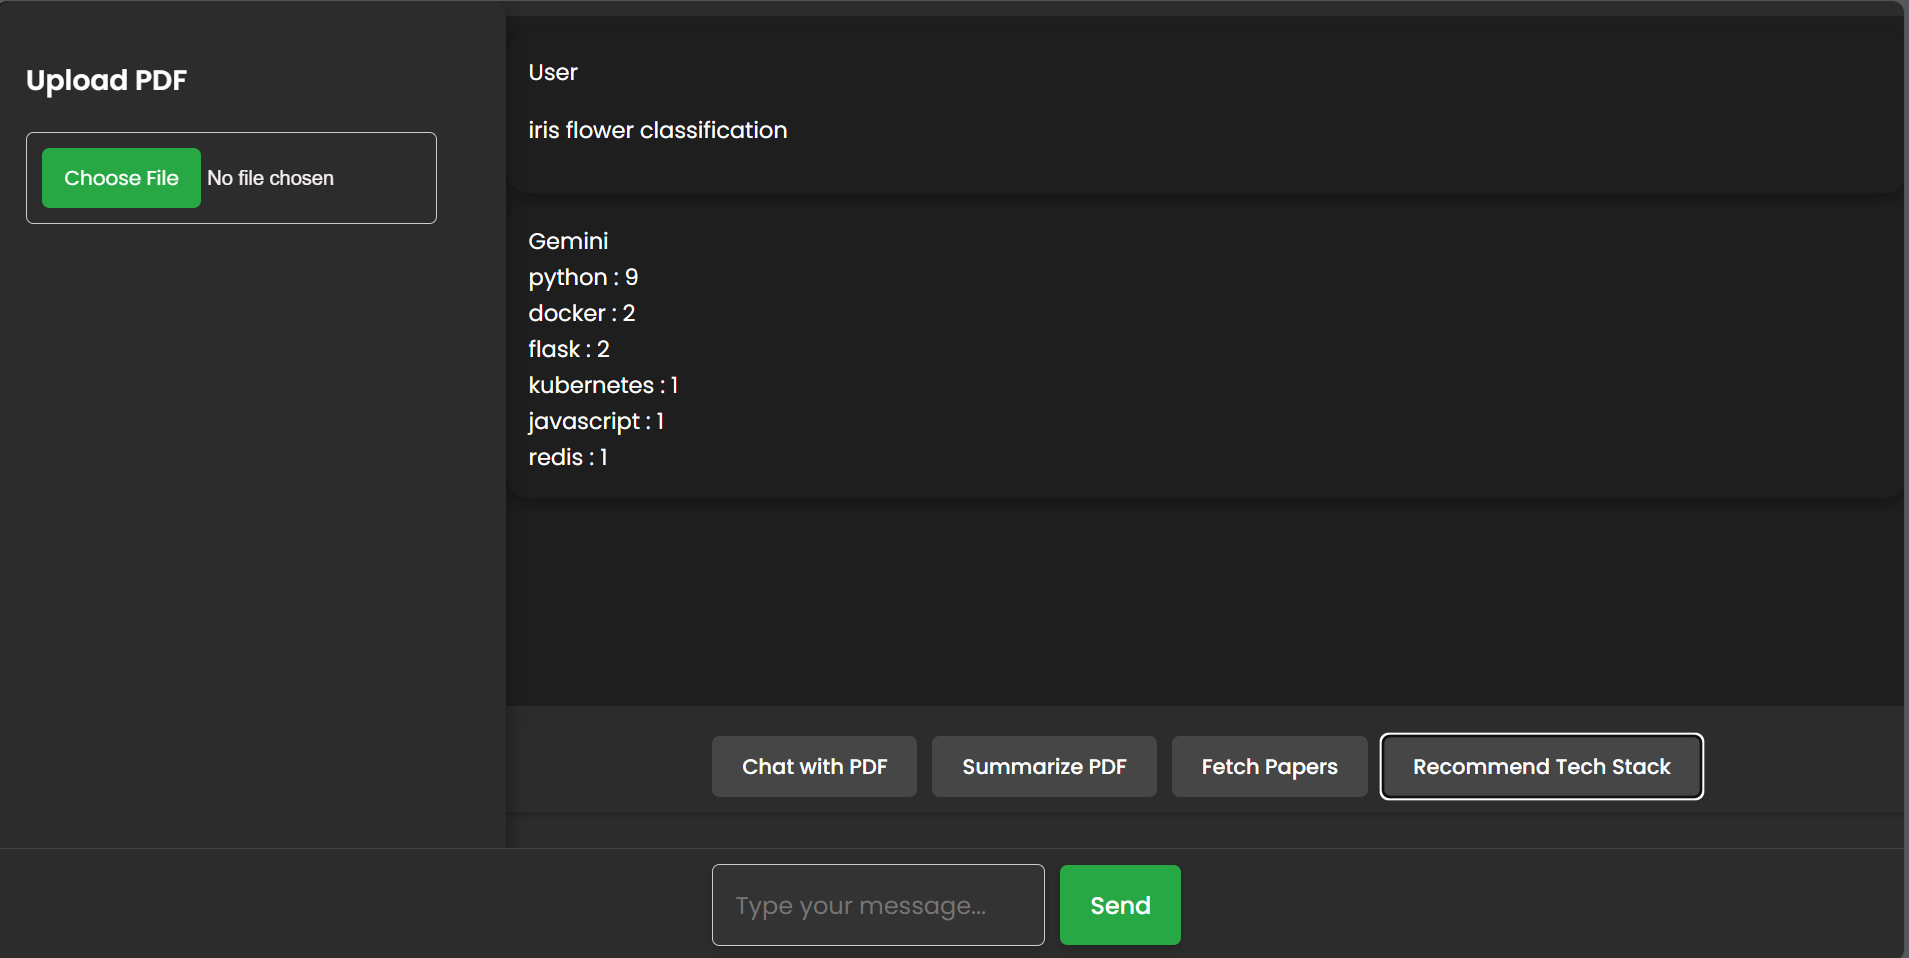 Upload PDF
Choose File No file chosen
User
iris flower classification
Gemini
python : 9
docker : 2
flask : 2
kubernetes : 1
javascript : 1
redis : 1
Chat with PDF
Summarize PDF
Fetch Papers
Recommend Tech Stack
Type your message...
Send